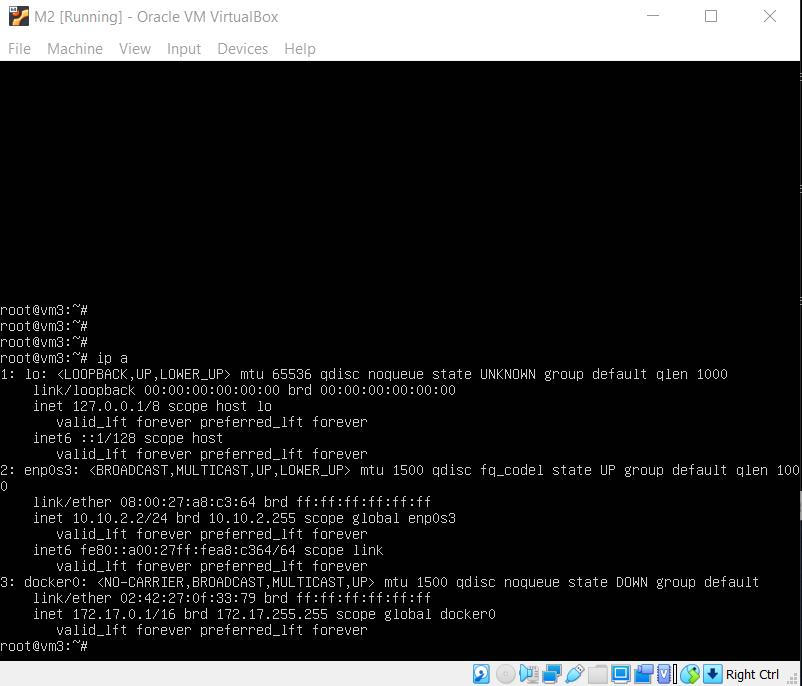 M2 [Running] - Oracle VM VirtualBox
File Machine View Input Devices Help
root@vm3:~#
root@vm3:~#
root@vm3:~#
root@vm3:~# ip a
1: lo: <LOOPBACK,UP,LOWER_UP> mtu 65536 qdisc noqueue state UNKNOWN group default qlen 1000
link/loopback 00:00:00:00:00:00 brd 00:00:00:00:00:00
inet 127.0.0.1/8 scope host lo
valid_lft forever preferred_lft forever
inet6 ::1/128 scope host
valid_lft forever preferred_lft forever
2: enp0s3: <BROADCAST,MULTICAST,UP,LOWER_UP> mtu 1500 qdisc fq_codel state UP group default qlen 100
0
link/ether 08:00:27:a8:c3:64 brd ff:ff:ff:ff:ff:ff
inet 10.10.2.2/24 brd 10.10.2.255 scope global enp0s3
valid_lft forever preferred_lft forever
inet6 fe80::a00:27ff:fea8:c364/64 scope link
valid_lft forever preferred_lft forever
3: docker0: <NO-CARRIER,BROADCAST,MULTICAST,UP> mtu 1500 qdisc noqueue state DOWN group default
link/ether 02:42:27:0f:33:79 brd ff:ff:ff:ff:ff:ff
inet 172.17.0.1/16 brd 172.17.255.255 scope global docker0
valid_lft forever preferred_lft forever
root@vm3:~#
Right Ctrl